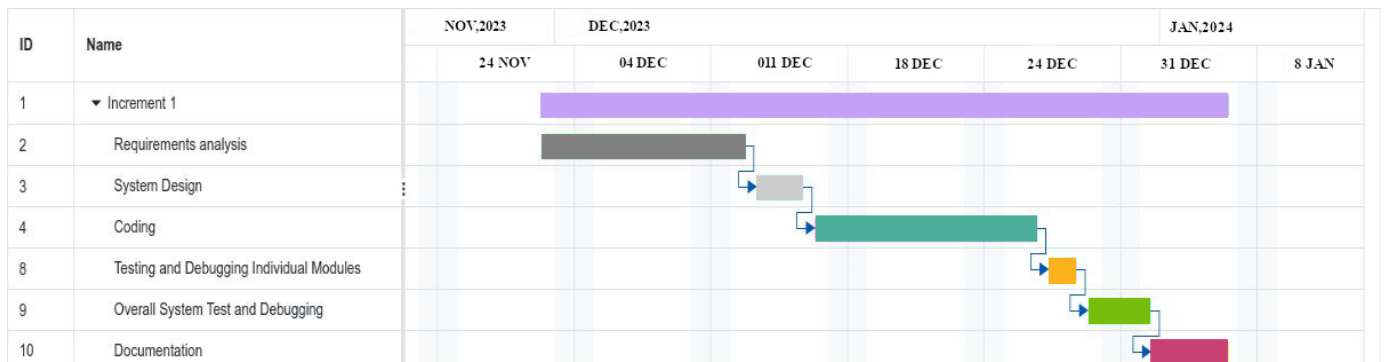 ID Name NOV,2023 DEC,2023 JAN,2024
24 NOV 04 DEC 011 DEC 18 DEC 24 DEC 31 DEC 8 JAN
1 Increment 1
2 Requirements analysis
3 System Design
4 Coding
8 Testing and Debugging Individual Modules
9 Overall System Test and Debugging
10 Documentation